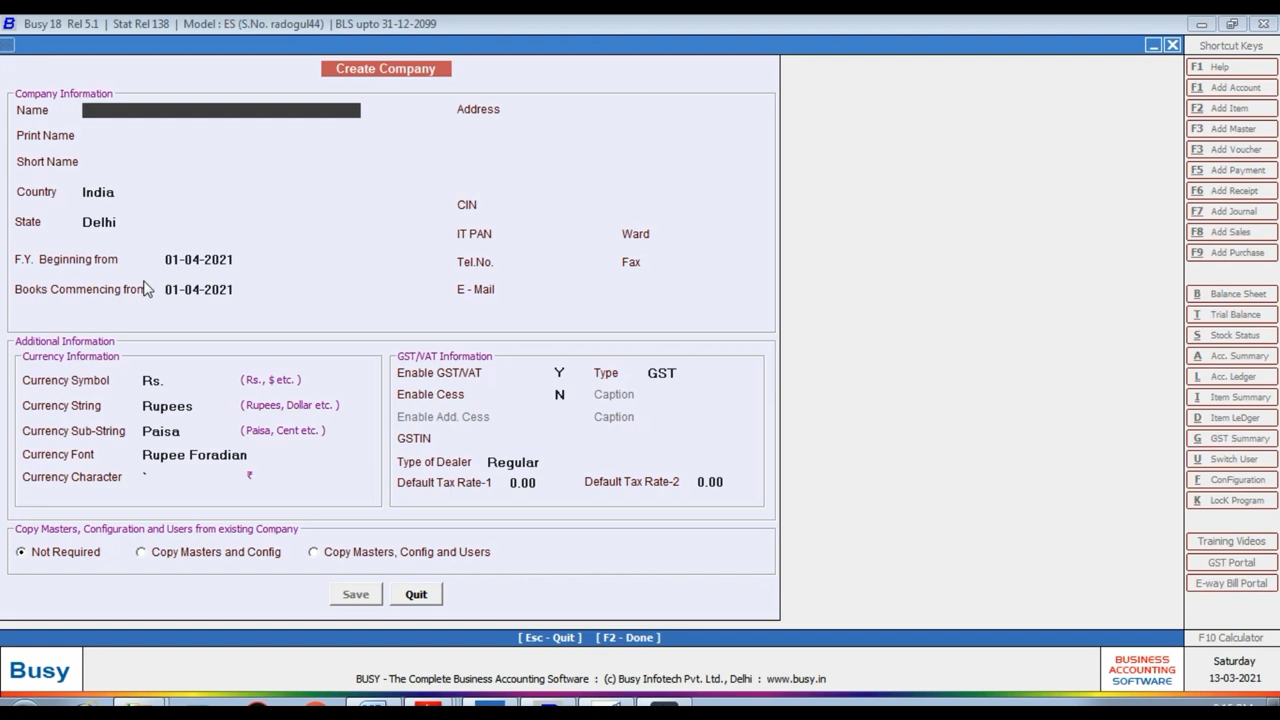 Busy 18 Rel 5.1 | Stat Rel 138 | Model : ES (S.No. radogul44) | BLS upto 31-12-2099
Shortcut Keys
Create Company
Company Information
Name
Address
Print Name
Short Name
Country India
State Delhi
CIN
IT PAN Ward
F.Y. Beginning from 01-04-2021
Tel.No. Fax
Books Commencing from 01-04-2021
E - Mail
Additional Information
Currency Information
Currency Symbol Rs. (Rs., $ etc. )
Currency String Rupees (Rupees, Dollar etc. )
Currency Sub-String Paisa (Paisa, Cent etc. )
Currency Font Rupee Foradian
Currency Character ` ₹
GST/VAT Information
Enable GST/VAT Y Type GST
Enable Cess N Caption
Enable Add. Cess Caption
GSTIN
Type of Dealer Regular
Default Tax Rate-1 0.00 Default Tax Rate-2 0.00
Copy Masters, Configuration and Users from existing Company
Not Required Copy Masters and Config Copy Masters, Config and Users
Save Quit
[ Esc - Quit ] [ F2 - Done ]
F1 Help
F1 Add Account
F2 Add Item
F3 Add Master
F3 Add Voucher
F5 Add Payment
F6 Add Receipt
F7 Add Journal
F8 Add Sales
F9 Add Purchase
B Balance Sheet
T Trial Balance
S Stock Status
A Acc. Summary
L Acc. Ledger
I Item Summary
D Item LeDger
G GST Summary
U Switch User
F ConFiguration
K LocK Program
Training Videos
GST Portal
E-way Bill Portal
F10 Calculator
Busy
BUSY - The Complete Business Accounting Software : (c) Busy Infotech Pvt. Ltd., Delhi : www.busy.in
BUSINESS
ACCOUNTING
SOFTWARE
Saturday
13-03-2021